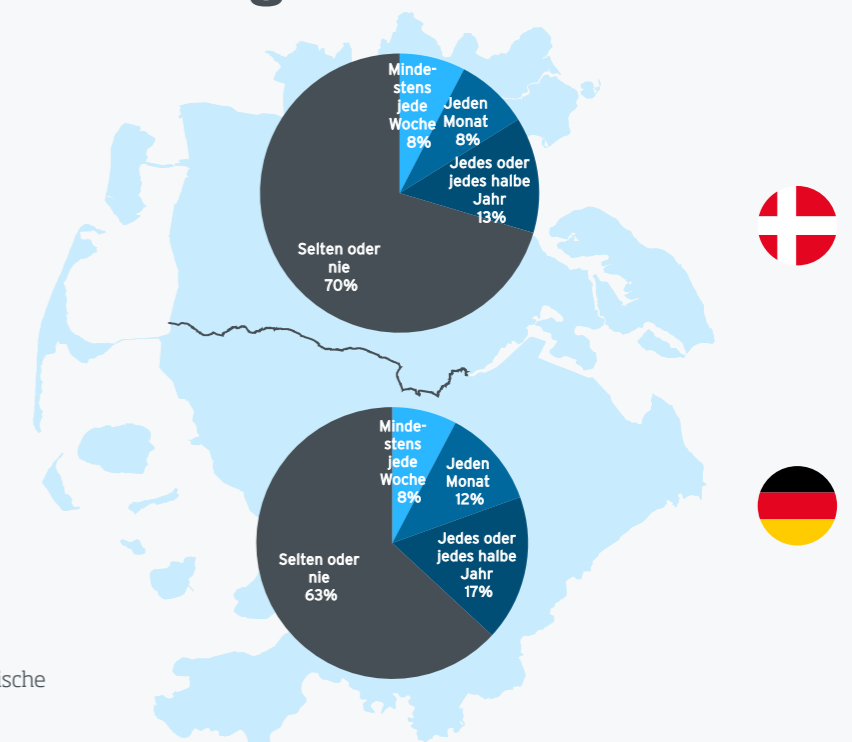 Minde-
stens
jede
Woche
8%
Jeden
Monat
8%
Jedes oder
jedes halbe
Jahr
13%
Selten oder
nie
70%
Minde-
stens
jede
Woche
8%
Jeden
Monat
12%
Jedes oder
jedes halbe
Jahr
17%
Selten oder
nie
63%